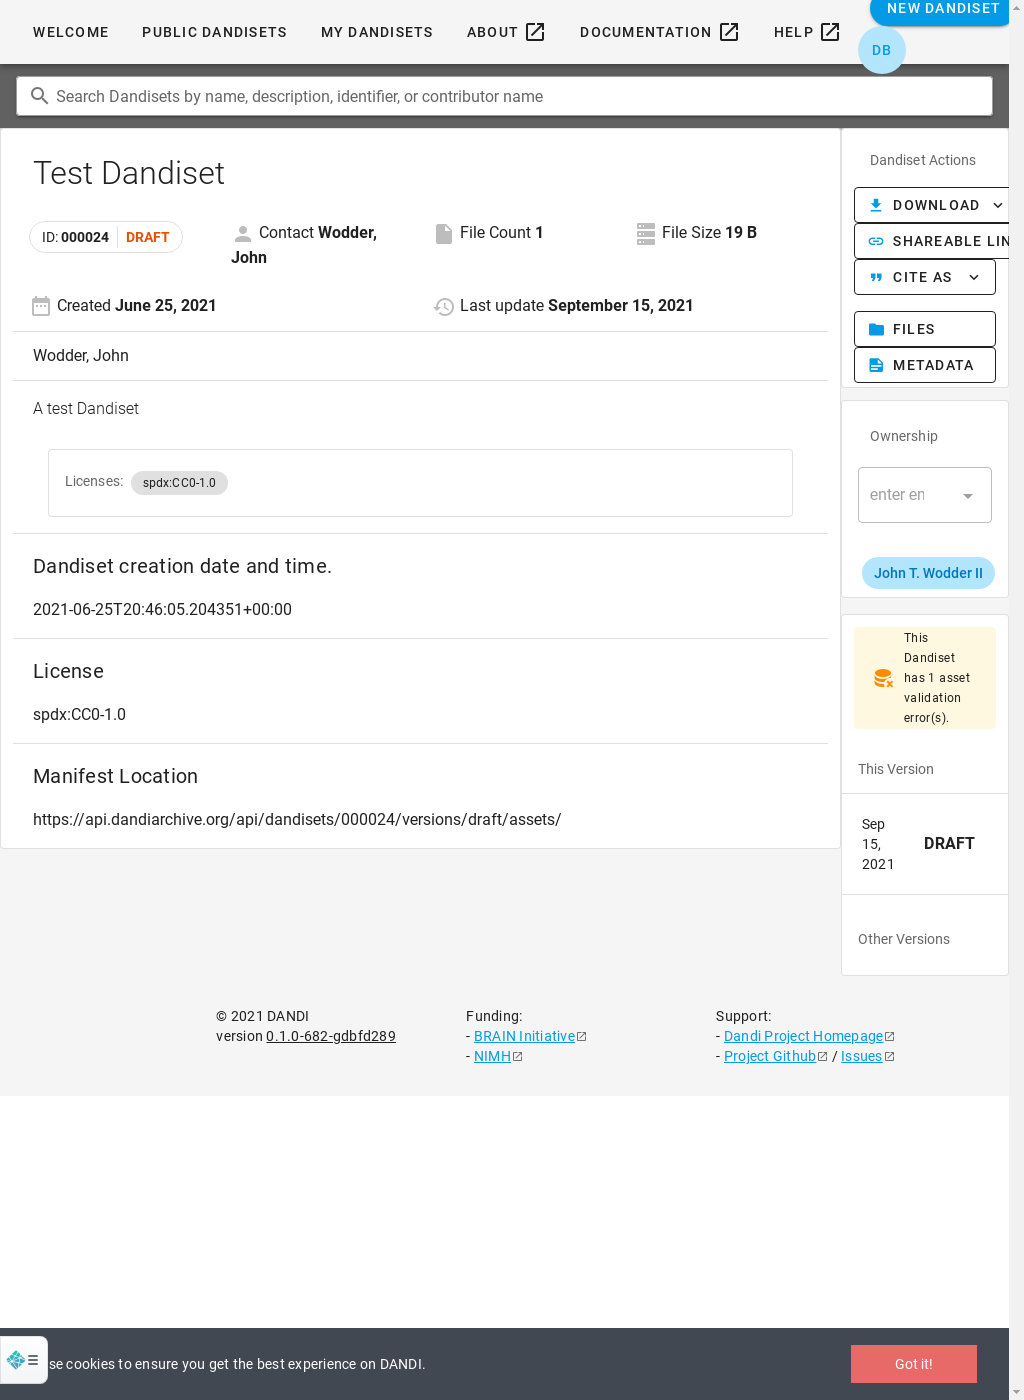 WELCOME PUBLIC DANDISETS MY DANDISETS ABOUT DOCUMENTATION HELP NEW DANDISET
DB
Search Dandisets by name, description, identifier, or contributor name
Test Dandiset
ID: 000024 DRAFT
Contact Wodder, John
File Count 1
File Size 19 B
Created June 25, 2021
Last update September 15, 2021
Wodder, John
A test Dandiset
Licenses: spdx:CC0-1.0
Dandiset creation date and time.
2021-06-25T20:46:05.204351+00:00
License
spdx:CC0-1.0
Manifest Location
https://api.dandiarchive.org/api/dandisets/000024/versions/draft/assets/
Dandiset Actions
DOWNLOAD
SHAREABLE LIN
CITE AS
FILES
METADATA
Ownership
enter en
John T. Wodder II
This
Dandiset
has 1 asset
validation
error(s).
This Version
Sep
15,
2021
DRAFT
Other Versions
© 2021 DANDI
version 0.1.0-682-gdbfd289
Funding:
- BRAIN Initiative
- NIMH
Support:
- Dandi Project Homepage
- Project Github / Issues
se cookies to ensure you get the best experience on DANDI.
Got it!